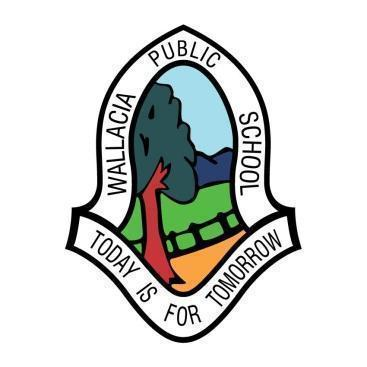 WALLACIA PUBLIC SCHOOL
TODAY IS FOR TOMORROW